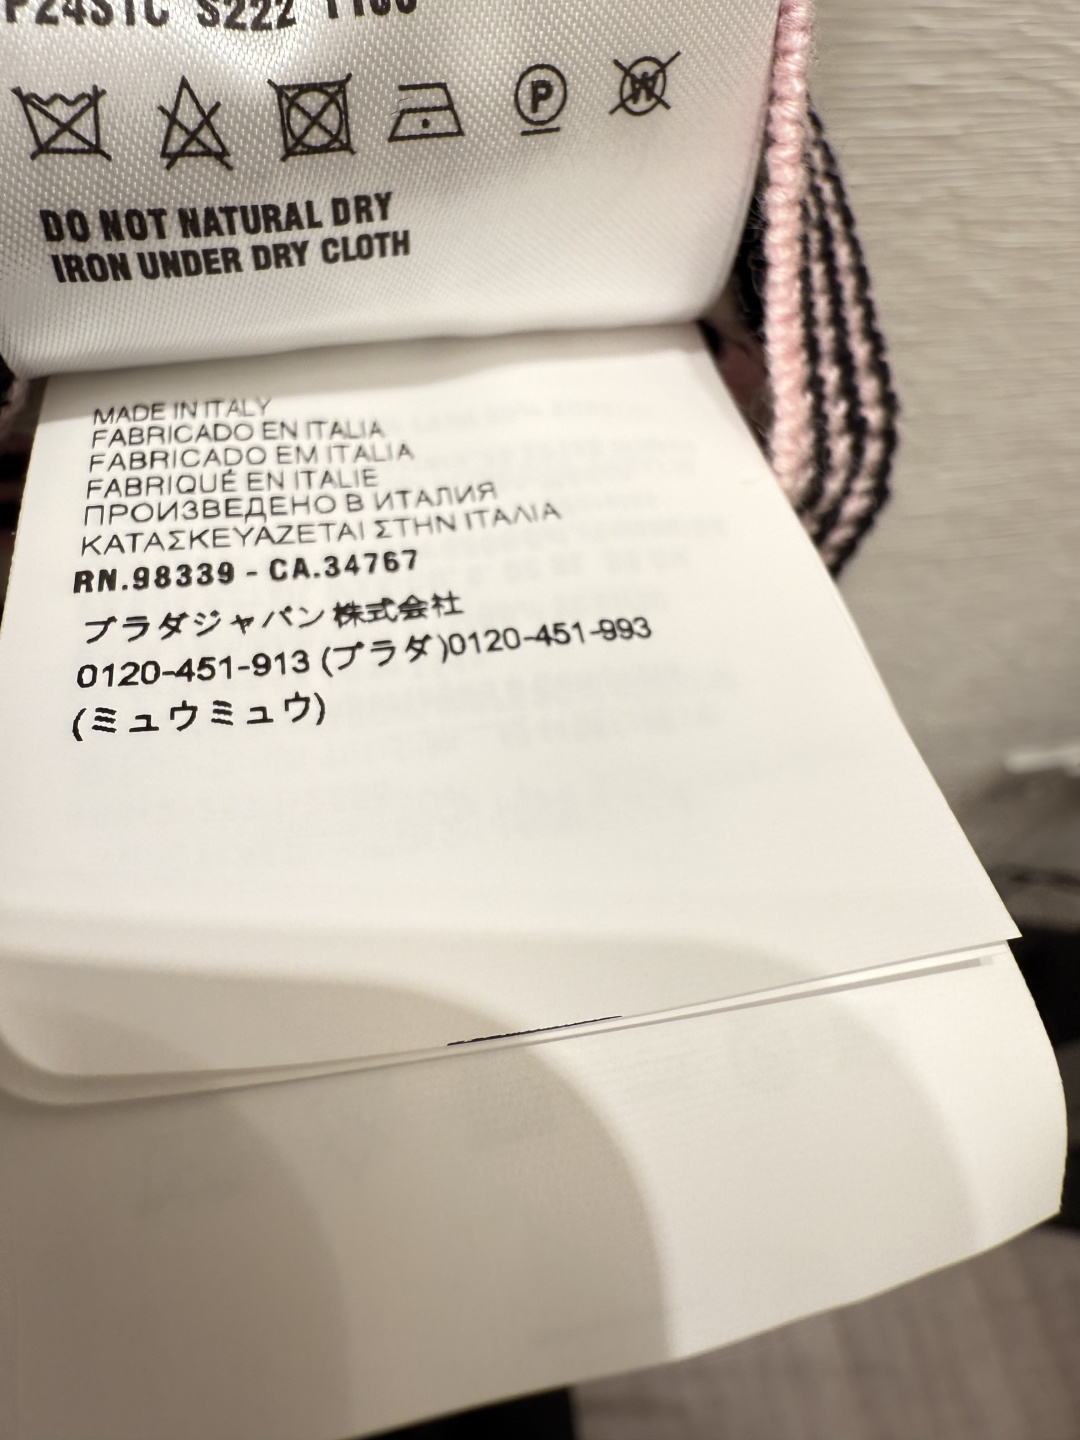 P24S1C S222
P
W
DO NOT NATURAL DRY
IRON UNDER DRY CLOTH
MADE IN ITALY
FABRICADO EN ITALIA
FABRICADO EM ITALIA
FABRIQUÉ EN ITALIE
ПРОИЗВЕДЕНО В ИТАЛИЯ
ΚΑΤΑΣΚΕΥΑΖΕΤΑΙ ΣΤΗΝ ΙΤΑΛΙΑ
RN.98339 - CA.34767
プラダジャパン株式会社
0120-451-913 (プラダ)0120-451-993
(ミュウミュウ)